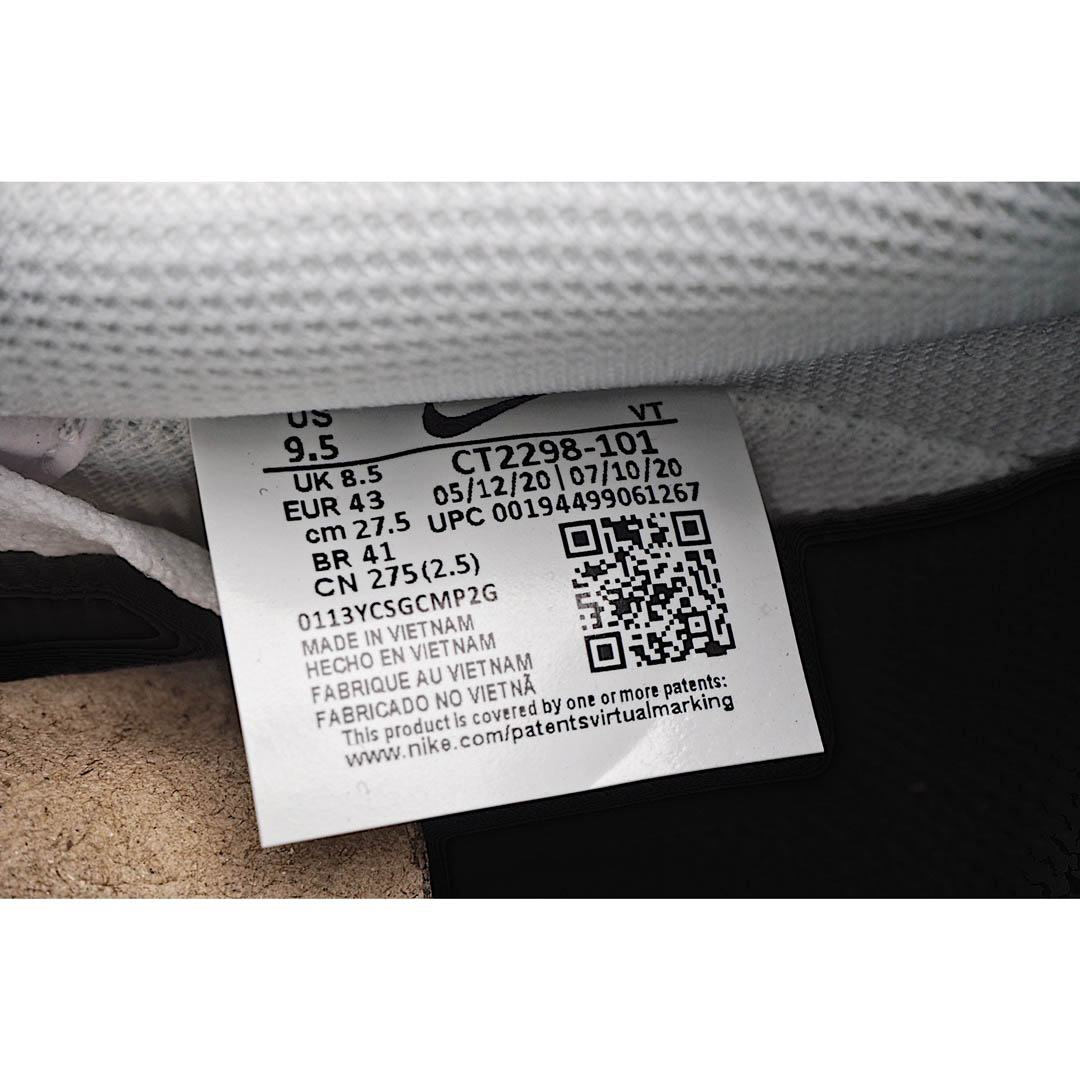 US
VT
9.5
CT2298-101
UK 8.5
05/12/20 | 07/10/20
EUR 43
UPC 00194499061267
cm 27.5
BR 41
CN 275(2.5)
0113YCSGCMP2G
MADE IN VIETNAM
HECHO EN VIETNAM
FABRIQUE AU VIETNAM
FABRICADO NO VIETNÃ
This product is covered by one or more patents:
www.nike.com/patentsvirtualmarking